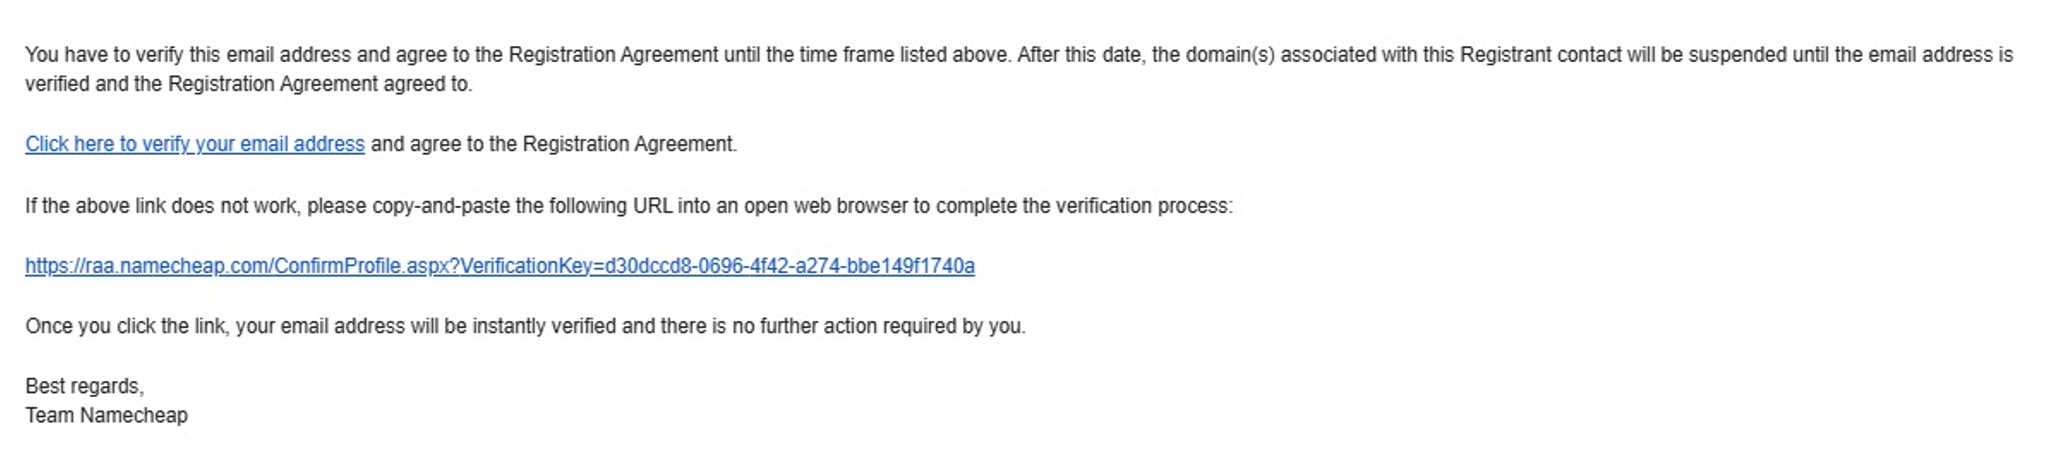 You have to verify this email address and agree to the Registration Agreement until the time frame listed above. After this date, the domain(s) associated with this Registrant contact will be suspended until the email address is
verified and the Registration Agreement agreed to.
Click here to verify your email address and agree to the Registration Agreement.
If the above link does not work, please copy-and-paste the following URL into an open web browser to complete the verification process:
https://raa.namecheap.com/ConfirmProfile.aspx?VerificationKey=d30dccd8-0696-4f42-a274-bbe149f1740a
Once you click the link, your email address will be instantly verified and there is no further action required by you.
Best regards,
Team Namecheap